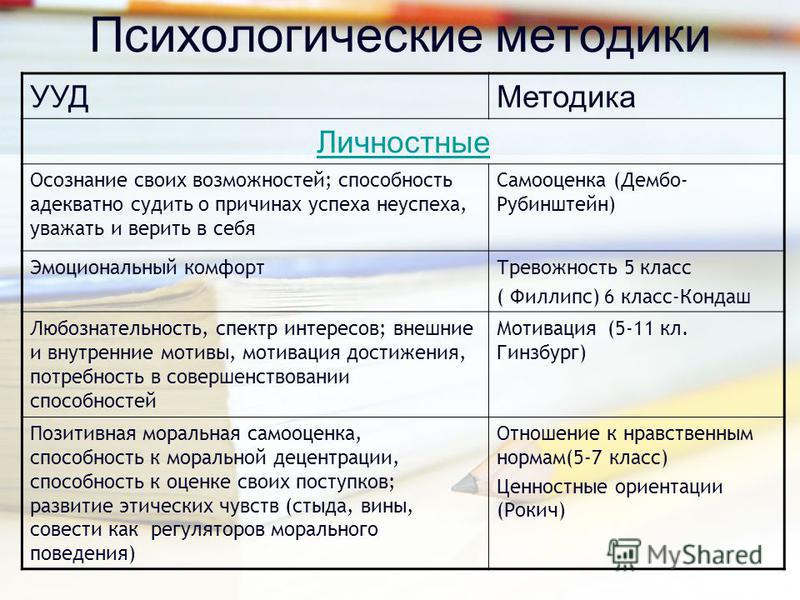 Психологические методики
УУД
Методика
Личностные
Осознание своих возможностей; способность
адекватно судить о причинах успеха неуспеха,
уважать и верить в себя
Самооценка (Дембо-
Рубинштейн)
Эмоциональный комфорт
Тревожность 5 класс
( Филлипс) 6 класс-Кондаш
Любознательность, спектр интересов; внешние
и внутренние мотивы, мотивация достижения,
потребность в совершенствовании
способностей
Мотивация (5-11 кл.
Гинзбург)
Позитивная моральная самооценка,
способность к моральной децентрации,
способность к оценке своих поступков;
развитие этических чувств (стыда, вины,
совести как регуляторов морального
поведения)
Отношение к нравственным
нормам(5-7 класс)
Ценностные ориентации
(Рокич)
MyShared